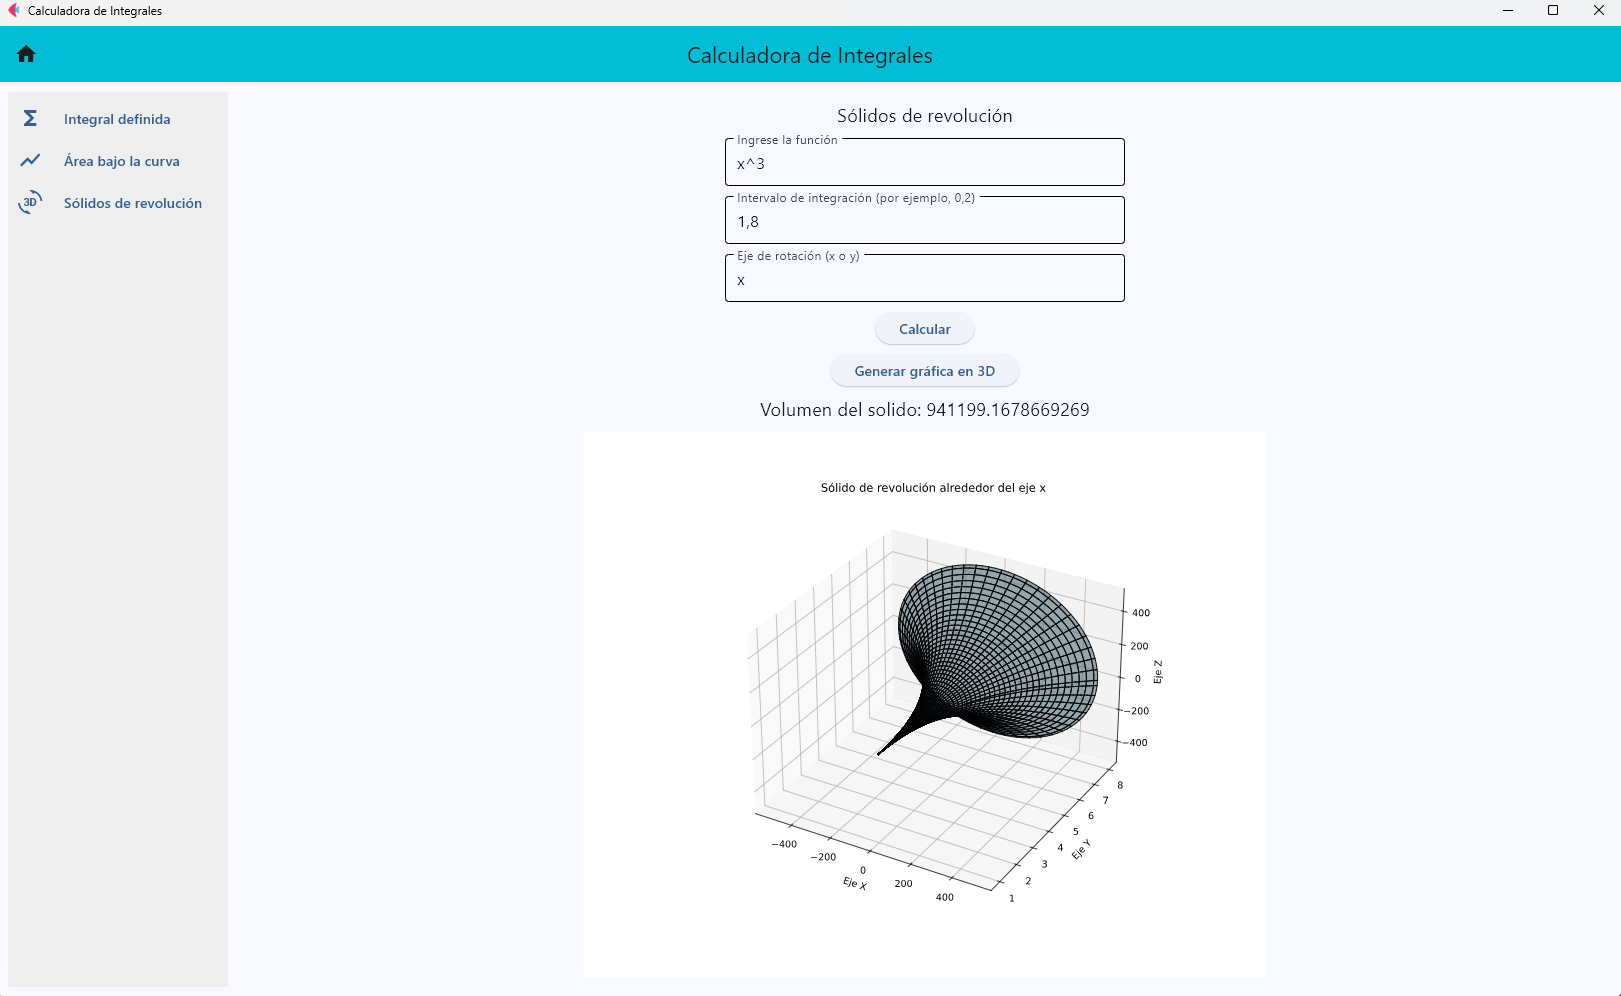 Calculadora de Integrales
Calculadora de Integrales
Integral definida
Área bajo la curva
3D
Sólidos de revolución
Sólidos de revolución
Ingrese la función
x^3
Intervalo de integración (por ejemplo, 0,2)
1,8
Eje de rotación (x o y)
x
Calcular
Generar gráfica en 3D
Volumen del solido: 941199.1678669269
Sólido de revolución alrededor del eje x
400
200
0
−200
−400
Eje Z
8
7
6
5
4
3
2
1
Eje Y
−400
−200
0
200
400
Eje X